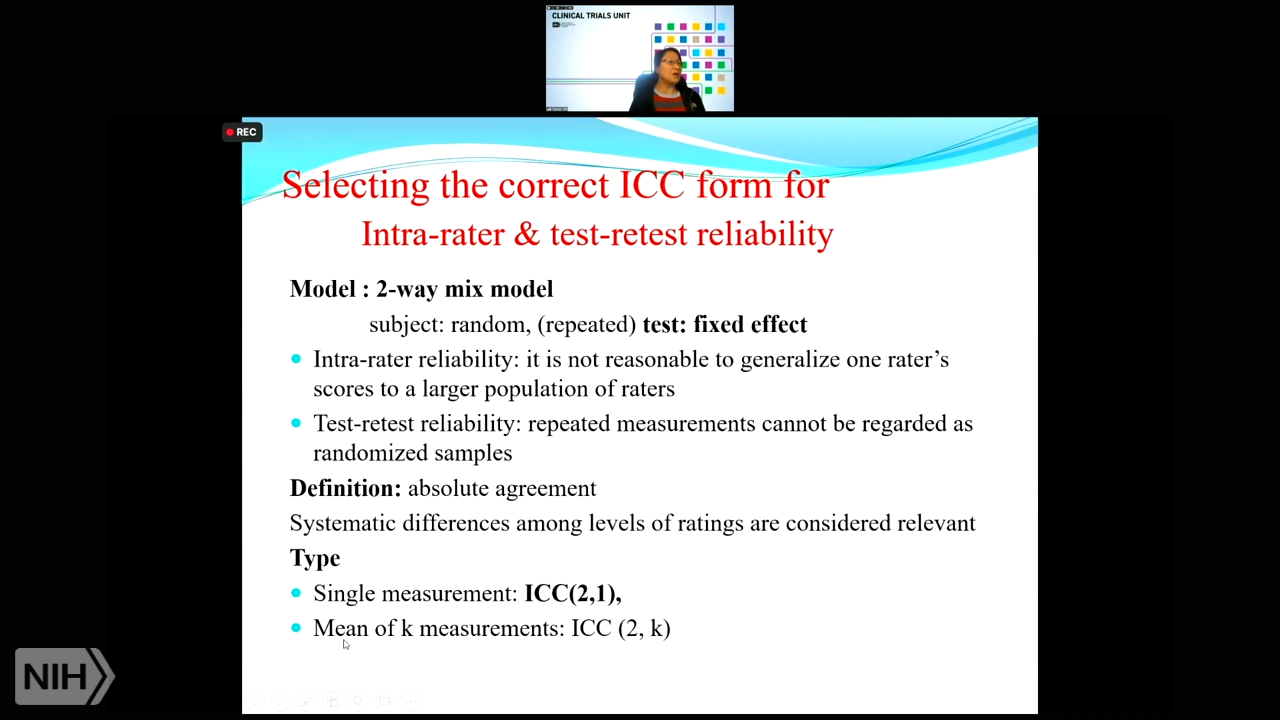 CLINICAL TRIALS UNIT
REC
Selecting the correct ICC form for
Intra-rater & test-retest reliability
Model : 2-way mix model
subject: random, (repeated) test: fixed effect
Intra-rater reliability: it is not reasonable to generalize one rater's
scores to a larger population of raters
Test-retest reliability: repeated measurements cannot be regarded as
randomized samples
Definition: absolute agreement
Systematic differences among levels of ratings are considered relevant
Type
Single measurement: ICC(2,1),
Mean of k measurements: ICC (2, k)
NIH